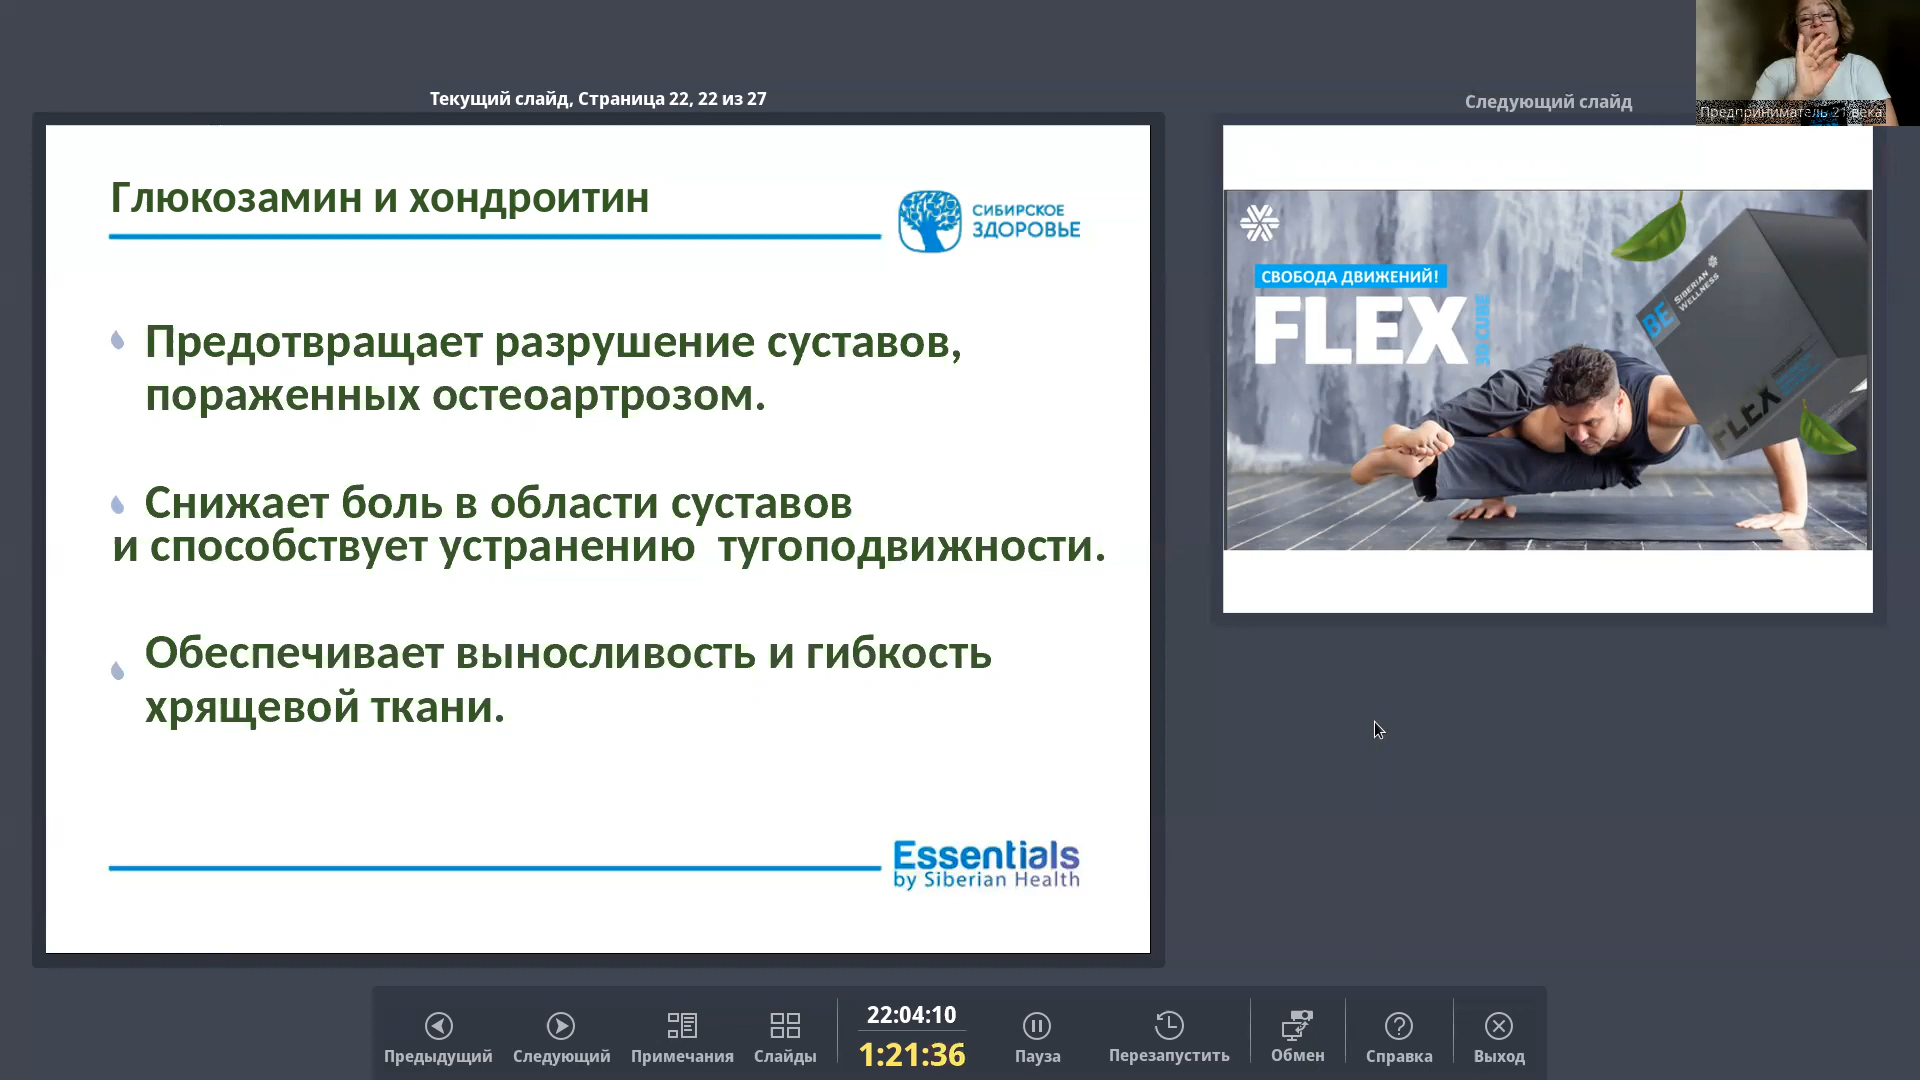 Текущий слайд, Страница 22, 22 из 27
Следующий слайд
Предприниматель 21 века
Глюкозамин и хондроитин
СИБИРСКОЕ
ЗДОРОВЬЕ
Предотвращает разрушение суставов,
пораженных остеоартрозом.
Снижает боль в области суставов
и способствует устранению тугоподвижности.
Обеспечивает выносливость и гибкость
хрящевой ткани.
Essentials
by Siberian Health
СВОБОДА ДВИЖЕНИЙ!
FLEX
3D CUBE
BE
SIBERIAN
WELLNESS
FLEX
22:04:10
1:21:36
Предыдущий
Следующий
Примечания
Слайды
Пауза
Перезапустить
Обмен
Справка
Выход